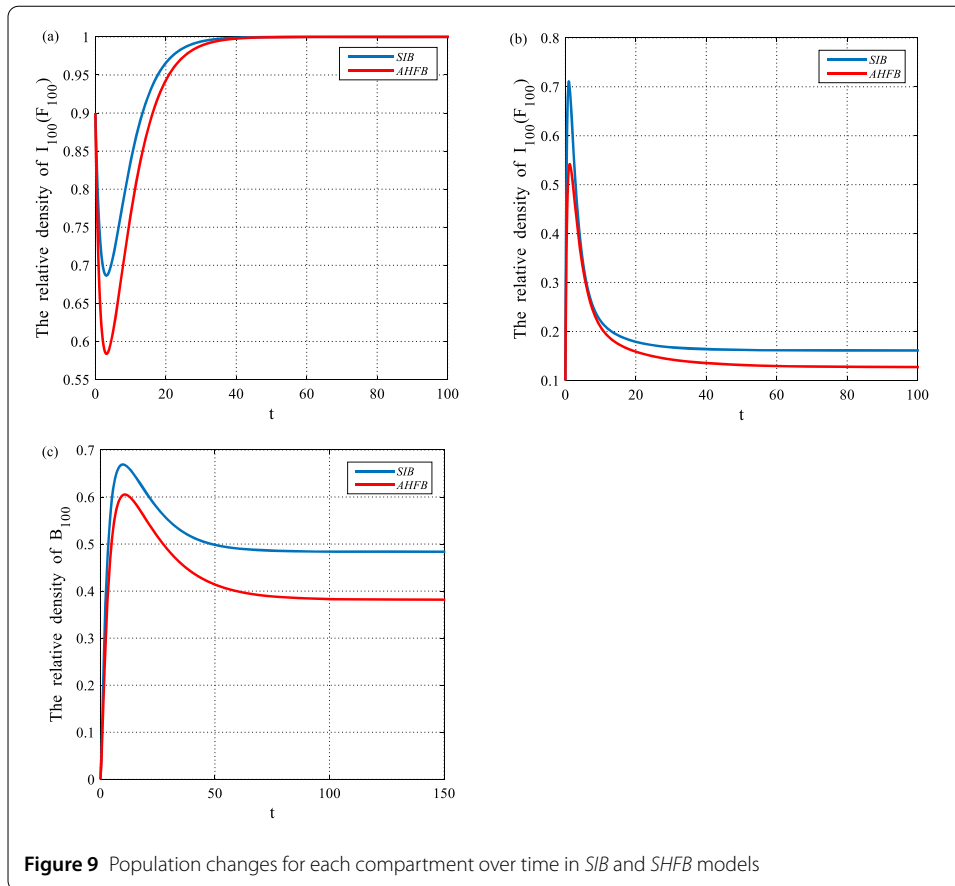 (a)
The relative density of I_100(F_100)
1
0.95
0.9
0.85
0.8
0.75
0.7
0.65
0.6
0.55
0 20 40 60 80 100
t
SIB
AHFB
(b)
The relative density of I_100(F_100)
0.8
0.7
0.6
0.5
0.4
0.3
0.2
0.1
0 20 40 60 80 100
t
SIB
AHFB
(c)
The relative density of B_100
0.7
0.6
0.5
0.4
0.3
0.2
0.1
0
0 50 100 150
t
SIB
AHFB
Figure 9 Population changes for each compartment over time in SIB and SHFB models